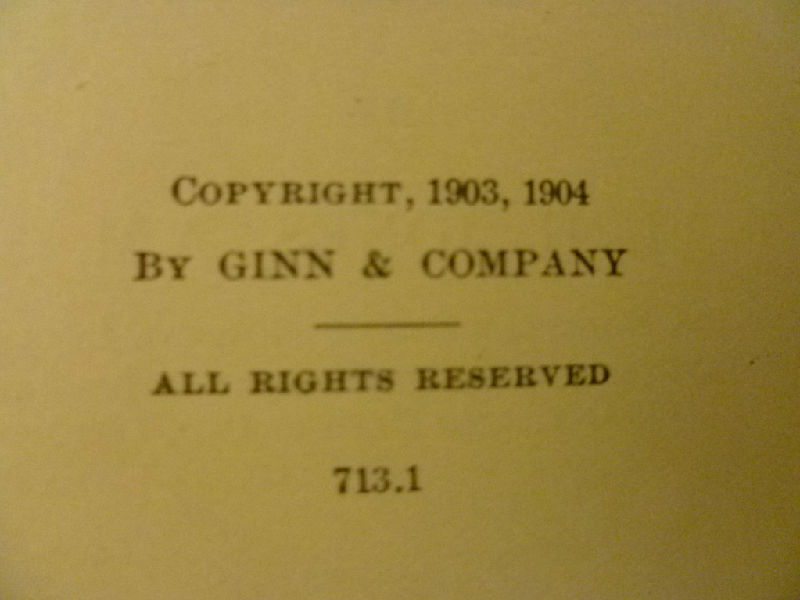 COPYRIGHT, 1903, 1904
BY GINN & COMPANY
ALL RIGHTS RESERVED
713.1